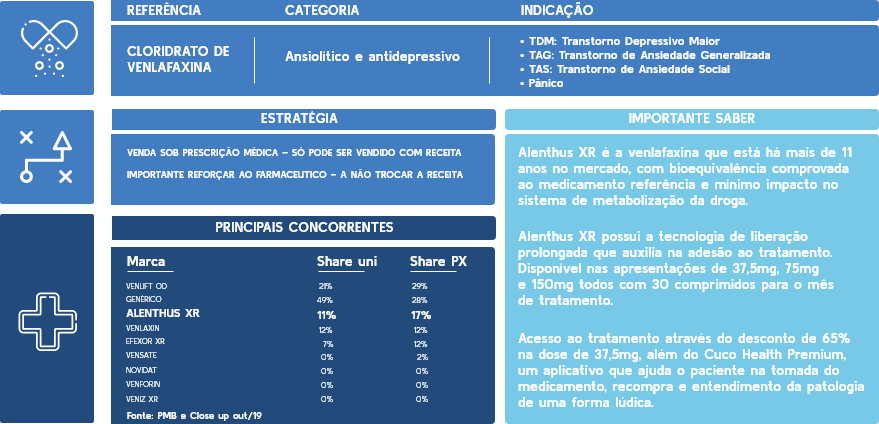 REFERÊNCIA
CATEGORIA
INDICAÇÃO
CLORIDRATO DE
VENLAFAXINA
Ansiolítico e antidepressivo
• TDM: Transtorno Depressivo Maior
• TAG: Transtorno de Ansiedade Generalizada
• TAS: Transtorno de Ansiedade Social
• Pânico
ESTRATÉGIA
VENDA SOB PRESCRIÇÃO MÉDICA – SÓ PODE SER VENDIDO COM RECEITA
IMPORTANTE REFORÇAR AO FARMACEUTICO – A NÃO TROCAR A RECEITA
PRINCIPAIS CONCORRENTES
Marca Share uni Share PX
VENLIFT OD 21% 29%
GENÉRICO 49% 28%
ALENTHUS XR 11% 17%
VENLAXIN 12% 12%
EFEXOR XR 7% 12%
VENSATE 0% 2%
NOVIDAT 0% 0%
VENFORIN 0% 0%
VENIZ XR 0% 0%
Fonte: PMB e Close up out/19
IMPORTANTE SABER
Alenthus XR é a venlafaxina que está há mais de 11
anos no mercado, com bioequivalência comprovada
ao medicamento referência e mínimo impacto no
sistema de metabolização da droga.
Alenthus XR possui a tecnologia de liberação
prolongada que auxilia na adesão ao tratamento.
Disponível nas apresentações de 37,5mg, 75mg
e 150mg todos com 30 comprimidos para o mês
de tratamento.
Acesso ao tratamento através do desconto de 65%
na dose de 37,5mg, além do Cuco Health Premium,
um aplicativo que ajuda o paciente na tomada do
medicamento, recompra e entendimento da patologia
de uma forma lúdica.